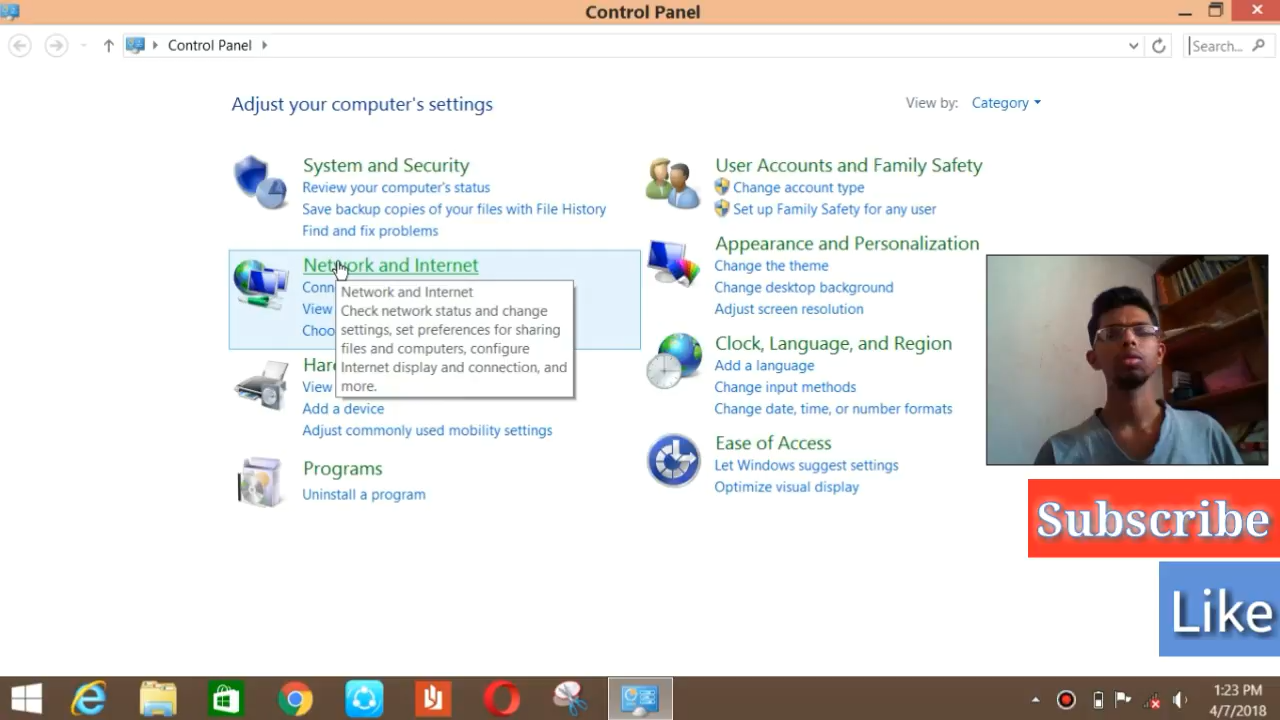 Control Panel
Control Panel
Search...
Adjust your computer's settings
View by: Category
System and Security
Review your computer's status
Save backup copies of your files with File History
Find and fix problems
Network and Internet
Conn
View
Choo
Network and Internet
Check network status and change
settings, set preferences for sharing
files and computers, configure
Internet display and connection, and
more.
Har
View
Add a device
Adjust commonly used mobility settings
Programs
Uninstall a program
User Accounts and Family Safety
Change account type
Set up Family Safety for any user
Appearance and Personalization
Change the theme
Change desktop background
Adjust screen resolution
Clock, Language, and Region
Add a language
Change input methods
Change date, time, or number formats
Ease of Access
Let Windows suggest settings
Optimize visual display
Subscribe
Like
1:23 PM
4/7/2018